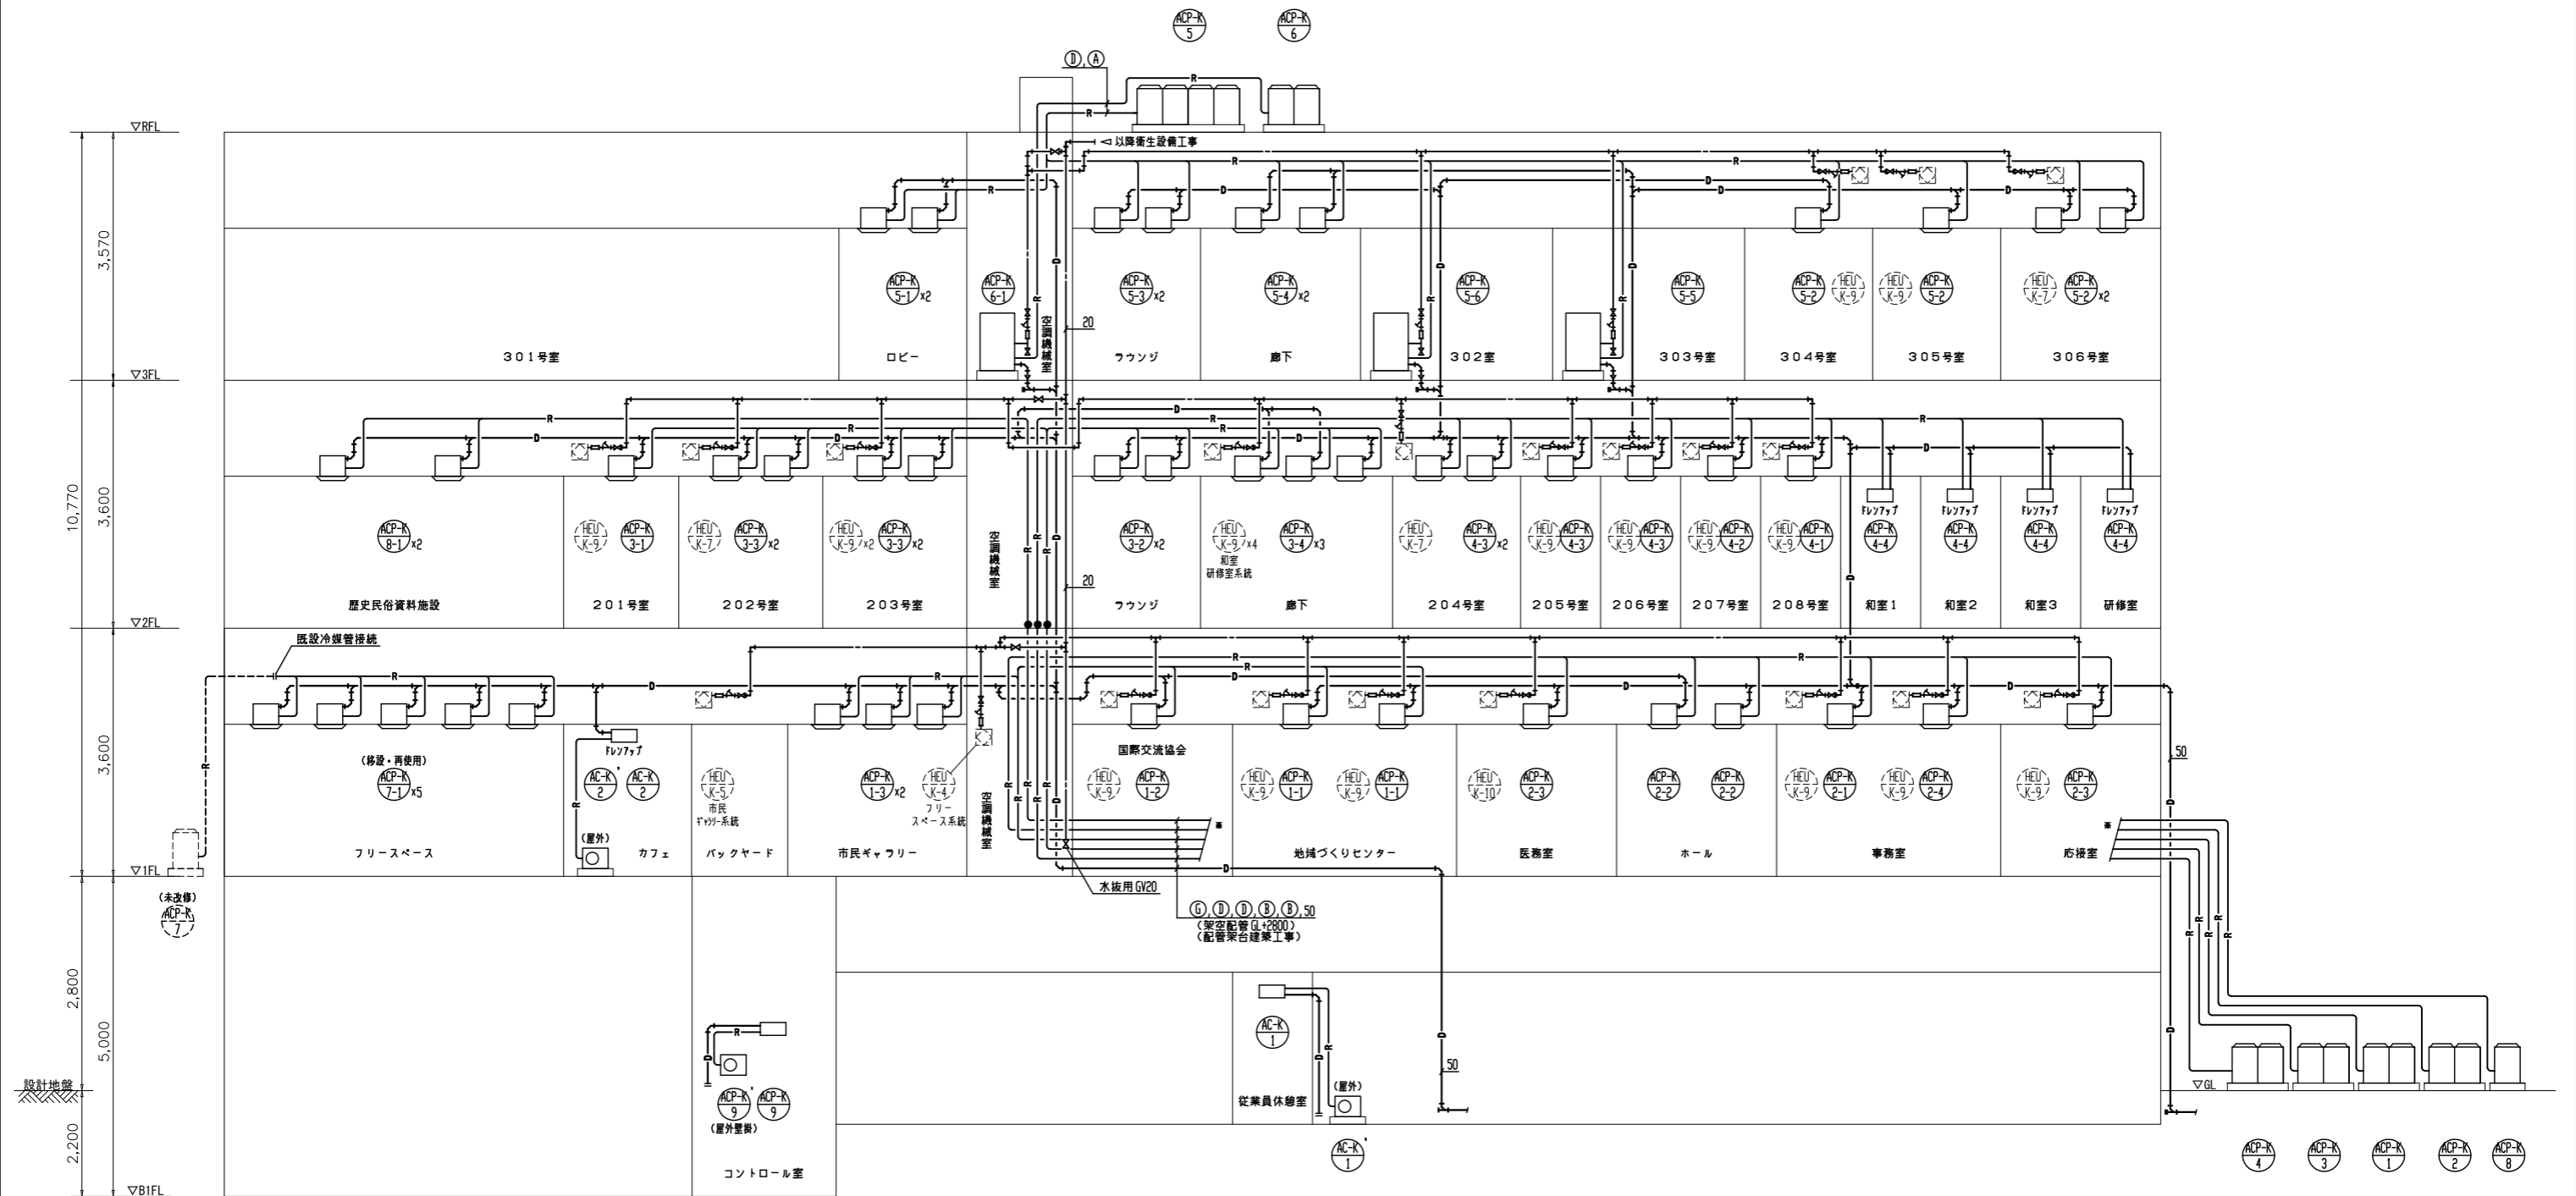 ACP-K
5
ACP-K
6
D , A
R
R
▽RFL
以降衛生設備工事
R
R
R
D
D
D
D
3,570
ACP-K
5-1 x2
ACP-K
6-1
ACP-K
5-3 x2
ACP-K
5-4 x2
ACP-K
5-6
ACP-K
5-5
ACP-K
5-2
HEU
K-9
HEU
K-9
ACP-K
5-2
HEU
K-7
ACP-K
5-2 x2
20
301号室
ロビー
空調機械室
ラウンジ
廊下
302室
303号室
304号室
305号室
306号室
▽3FL
10,770
3,600
ACP-K
8-1 x2
HEU
K-9
ACP-K
3-1
HEU
K-7
ACP-K
3-3 x2
HEU
K-9 x2
ACP-K
3-3 x2
ACP-K
3-2 x2
HEU
K-9 x4
和室
研修室系統
ACP-K
3-4 x3
HEU
K-7
ACP-K
4-3 x2
HEU
K-9
ACP-K
4-3
HEU
K-9
ACP-K
4-3
HEU
K-9
ACP-K
4-2
HEU
K-9
ACP-K
4-1
ドレンアップ
ACP-K
4-4
ドレンアップ
ACP-K
4-4
ドレンアップ
ACP-K
4-4
ドレンアップ
ACP-K
4-4
20
歴史民俗資料施設
201号室
202号室
203号室
空調機械室
ラウンジ
廊下
204号室
205号室
206号室
207号室
208号室
和室1
和室2
和室3
研修室
▽2FL
既設冷媒管接続
3,600
(移設・再使用)
ACP-K
7-1 x5
ドレンアップ
AC-K'
2
AC-K
2
HEU
K-5
市民
ギャラリー系統
ACP-K
1-3 x2
HEU
K-4
フリー
スペース系統
国際交流協会
HEU
K-9
ACP-K
1-2
HEU
K-9
ACP-K
1-1
HEU
K-9
ACP-K
1-1
HEU
K-10
ACP-K
2-3
ACP-K
2-2
ACP-K
2-2
HEU
K-9
ACP-K
2-1
HEU
K-9
ACP-K
2-4
HEU
K-9
ACP-K
2-3
50
(屋外)
フリースペース
カフェ
バックヤード
市民ギャラリー
空調機械室
※
地域づくりセンター
医務室
ホール
事務室
応接室
※
▽1FL
(未改修)
ACP-K
7
水抜用GV20
G , D , D , B , B ,50
(架空配管GL+2800)
(配管架台建築工事)
2,800
5,000
R
D
ACP-K'
9
ACP-K
9
(屋外壁掛)
AC-K
1
50
(屋外)
従業員休憩室
AC-K'
1
設計地盤
▽GL
2,200
コントロール室
ACP-K
4
ACP-K
3
ACP-K
1
ACP-K
2
ACP-K
8
▽B1FL